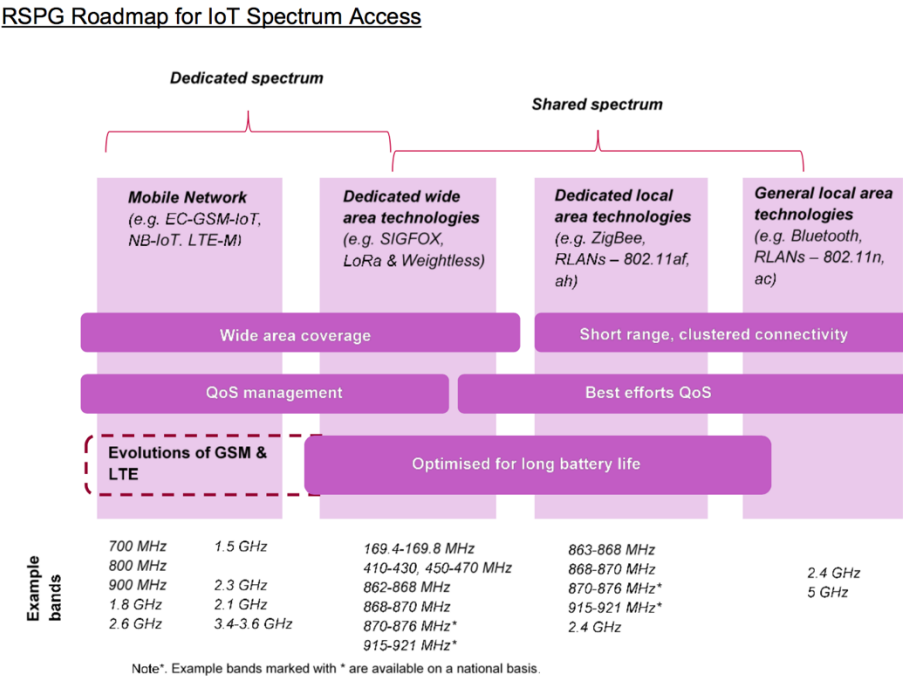 RSPG Roadmap for IoT Spectrum Access
Dedicated spectrum
Shared spectrum
Mobile Network
(e.g. EC-GSM-IoT,
NB-IoT. LTE-M)
Dedicated wide
area technologies
(e.g. SIGFOX,
LoRa & Weightless)
Dedicated local
area technologies
(e.g. ZigBee,
RLANs – 802.11af,
ah)
General local area
technologies
(e.g. Bluetooth,
RLANs – 802.11n,
ac)
Wide area coverage
Short range, clustered connectivity
QoS management
Best efforts QoS
Evolutions of GSM &
LTE
Optimised for long battery life
Example
bands
700 MHz 1.5 GHz
800 MHz
900 MHz 2.3 GHz
1.8 GHz 2.1 GHz
2.6 GHz 3.4-3.6 GHz
169.4-169.8 MHz
410-430, 450-470 MHz
862-868 MHz
868-870 MHz
870-876 MHz*
915-921 MHz*
863-868 MHz
868-870 MHz
870-876 MHz*
915-921 MHz*
2.4 GHz
2.4 GHz
5 GHz
Note*. Example bands marked with * are available on a national basis.